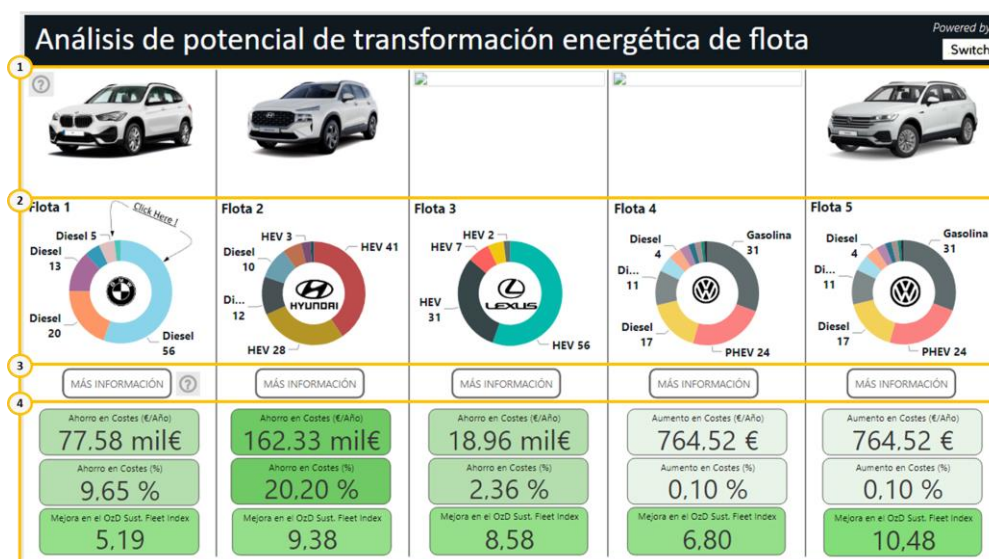 Análisis de potencial de transformación energética de flota
Powered by
Switch
1
?
2
Flota 1
Click Here !
Diesel 5
Diesel
13
Diesel
20
Diesel
56
Flota 2
HEV 3
HEV 41
Diesel
10
Di...
12
HEV 28
HYUNDAI
Flota 3
HEV 2
HEV 7
HEV
31
HEV 56
LEXUS
Flota 4
Diesel
4
Gasolina
31
Di...
11
Diesel
17
PHEV 24
Flota 5
Diesel
4
Gasolina
31
Di...
11
Diesel
17
PHEV 24
3
MÁS INFORMACIÓN
?
MÁS INFORMACIÓN
MÁS INFORMACIÓN
MÁS INFORMACIÓN
MÁS INFORMACIÓN
4
Ahorro en Costes (€/Año)
77,58 mil€
Ahorro en Costes (%)
9,65 %
Mejora en el OzD Sust. Fleet Index
5,19
Ahorro en Costes (€/Año)
162,33 mil€
Ahorro en Costes (%)
20,20 %
Mejora en el OzD Sust. Fleet Index
9,38
Ahorro en Costes (€/Año)
18,96 mil€
Ahorro en Costes (%)
2,36 %
Mejora en el OzD Sust. Fleet Index
8,58
Aumento en Costes (€/Año)
764,52 €
Aumento en Costes (%)
0,10 %
Mejora en el OzD Sust. Fleet Index
6,80
Aumento en Costes (€/Año)
764,52 €
Aumento en Costes (%)
0,10 %
Mejora en el OzD Sust. Fleet Index
10,48